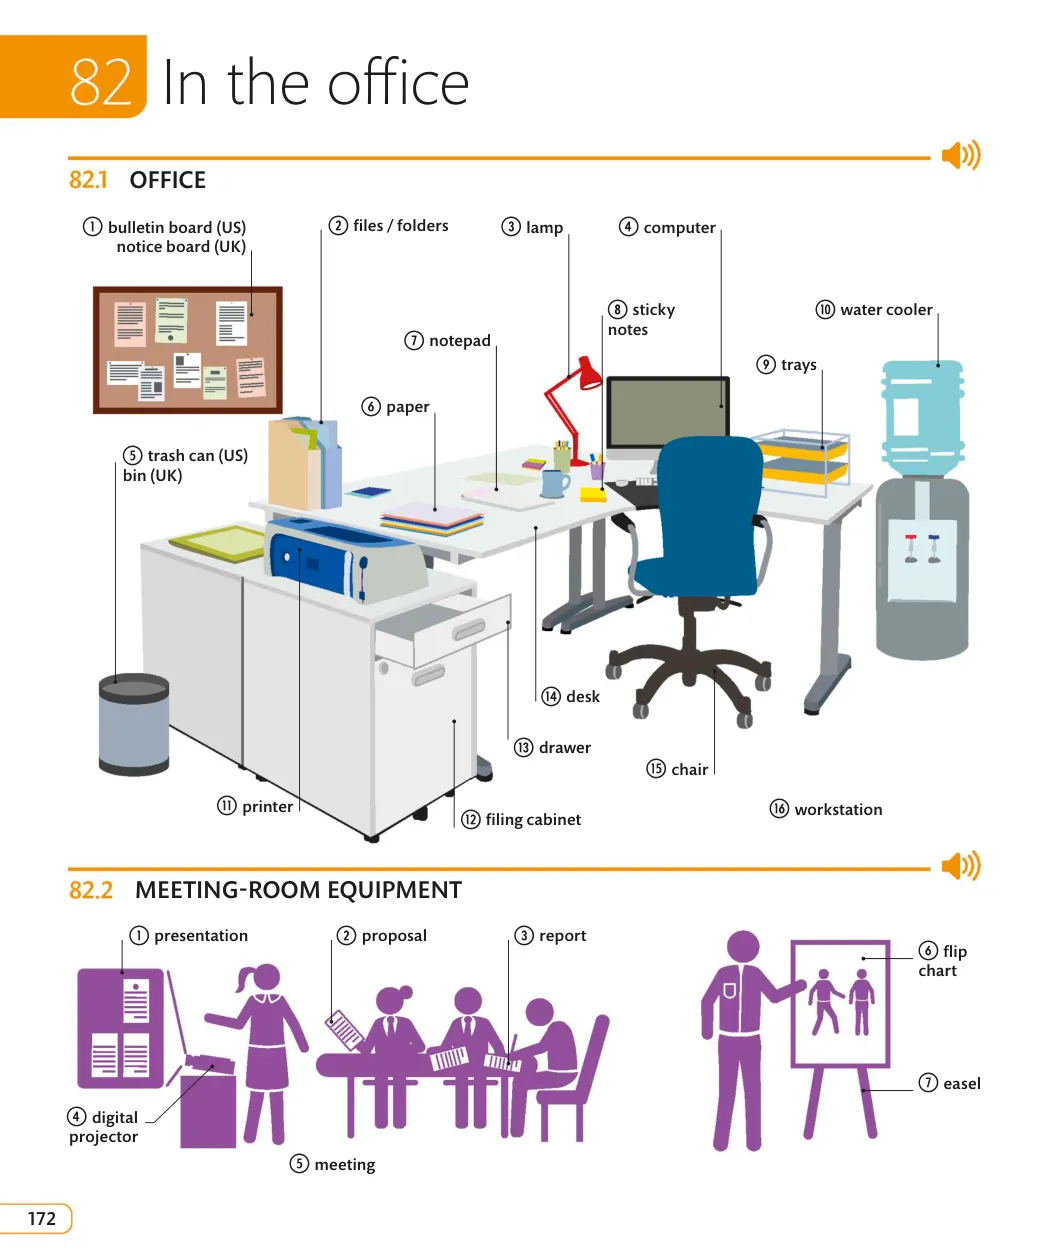 82 In the office
82.1 OFFICE
① bulletin board (US)
notice board (UK)
② files / folders
③ lamp
④ computer
⑧ sticky
notes
⑩ water cooler
⑦ notepad
⑨ trays
⑥ paper
⑤ trash can (US)
bin (UK)
⑭ desk
⑬ drawer
⑮ chair
⑪ printer
⑫ filing cabinet
⑯ workstation
82.2 MEETING-ROOM EQUIPMENT
① presentation
② proposal
③ report
⑥ flip
chart
⑦ easel
④ digital
projector
⑤ meeting
172